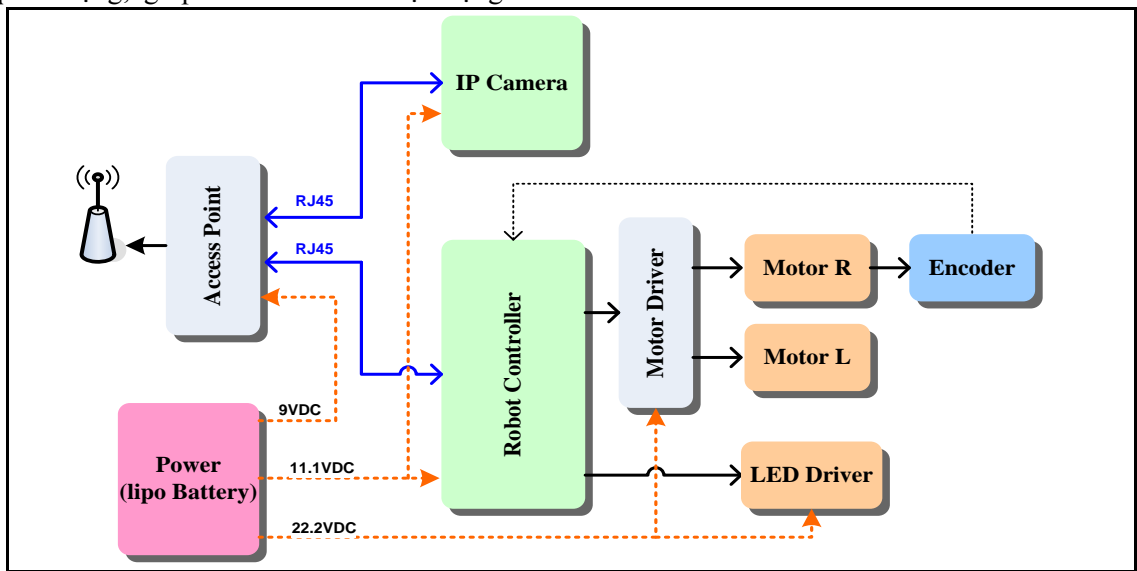 IP Camera
Access Point
RJ45
RJ45
Robot Controller
Motor Driver
Motor R
Encoder
Motor L
LED Driver
Power
(lipo Battery)
9VDC
11.1VDC
22.2VDC